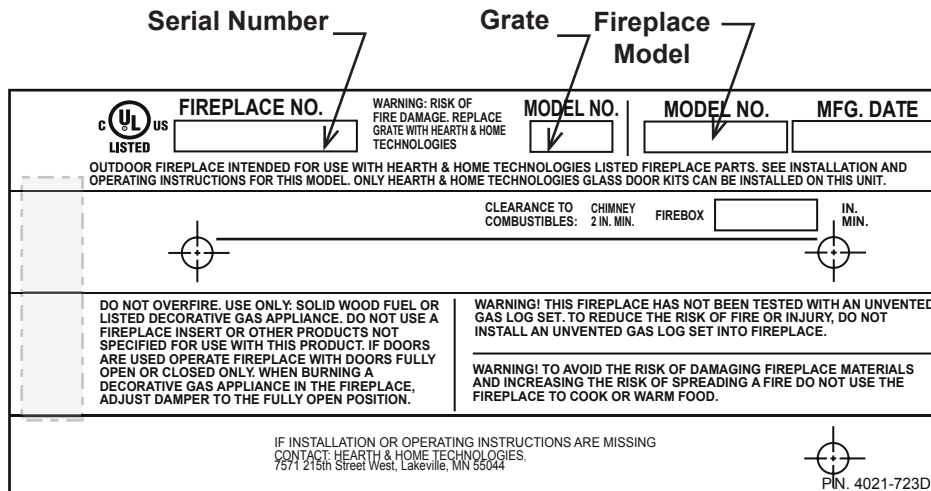 Serial Number
Grate
Fireplace
Model
C UL US
LISTED
FIREPLACE NO.
WARNING: RISK OF
FIRE DAMAGE. REPLACE
GRATE WITH HEARTH & HOME
TECHNOLOGIES
MODEL NO.
MODEL NO.
MFG. DATE
OUTDOOR FIREPLACE INTENDED FOR USE WITH HEARTH & HOME TECHNOLOGIES LISTED FIREPLACE PARTS. SEE INSTALLATION AND
OPERATING INSTRUCTIONS FOR THIS MODEL. ONLY HEARTH & HOME TECHNOLOGIES GLASS DOOR KITS CAN BE INSTALLED ON THIS UNIT.
CLEARANCE TO
COMBUSTIBLES:
CHIMNEY
2 IN. MIN.
FIREBOX
IN.
MIN.
DO NOT OVERFIRE. USE ONLY: SOLID WOOD FUEL OR
LISTED DECORATIVE GAS APPLIANCE. DO NOT USE A
FIREPLACE INSERT OR OTHER PRODUCTS NOT
SPECIFIED FOR USE WITH THIS PRODUCT. IF DOORS
ARE USED OPERATE FIREPLACE WITH DOORS FULLY
OPEN OR CLOSED ONLY. WHEN BURNING A
DECORATIVE GAS APPLIANCE IN THE FIREPLACE,
ADJUST DAMPER TO THE FULLY OPEN POSITION.
WARNING! THIS FIREPLACE HAS NOT BEEN TESTED WITH AN UNVENTED
GAS LOG SET. TO REDUCE THE RISK OF FIRE OR INJURY, DO NOT
INSTALL AN UNVENTED GAS LOG SET INTO FIREPLACE.
WARNING! TO AVOID THE RISK OF DAMAGING FIREPLACE MATERIALS
AND INCREASING THE RISK OF SPREADING A FIRE DO NOT USE THE
FIREPLACE TO COOK OR WARM FOOD.
IF INSTALLATION OR OPERATING INSTRUCTIONS ARE MISSING
CONTACT: HEARTH & HOME TECHNOLOGIES,
7571 215th Street West, Lakeville, MN 55044
P.N. 4021-723D